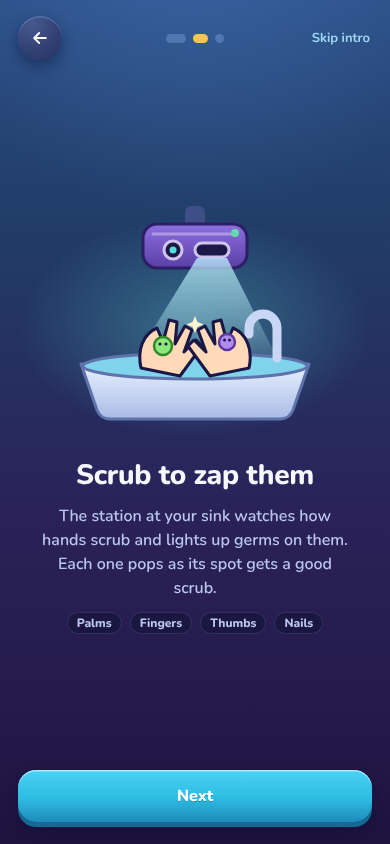 Skip intro
Scrub to zap them
The station at your sink watches how
hands scrub and lights up germs on them.
Each one pops as its spot gets a good
scrub.
Palms
Fingers
Thumbs
Nails
Next